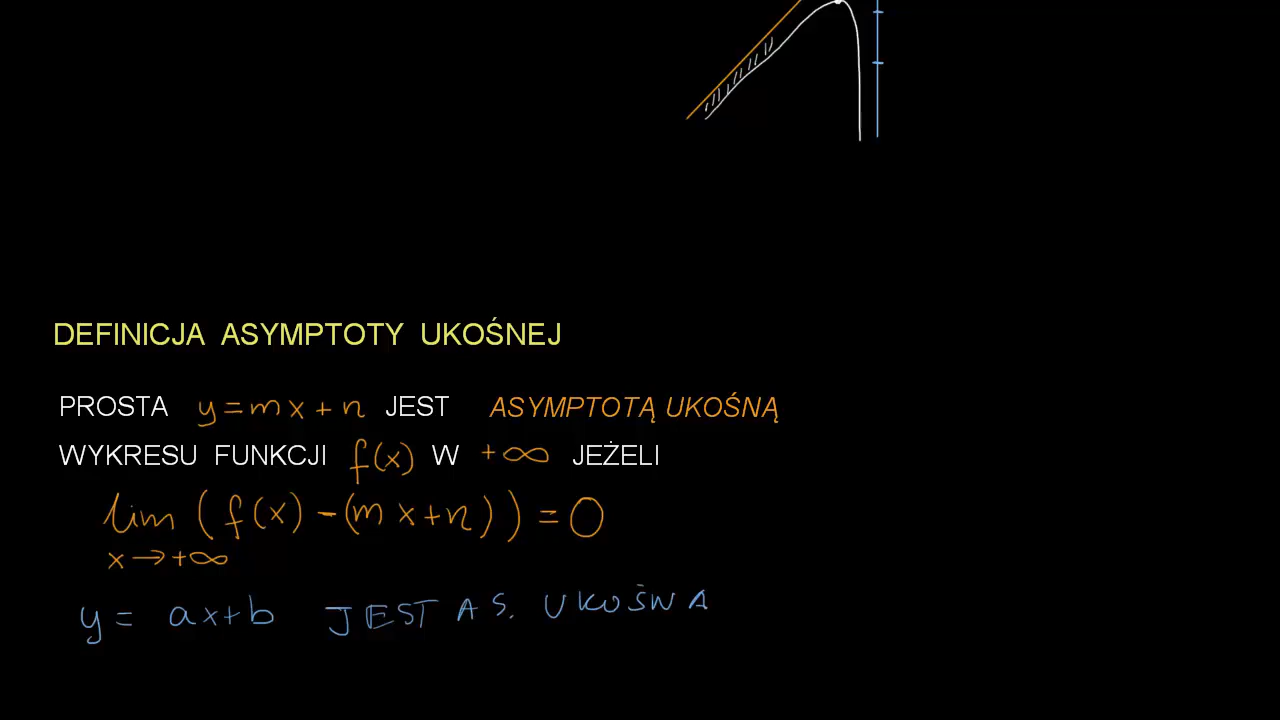 DEFINICJA ASYMPTOTY UKOŚNEJ
PROSTA y=mx+n JEST ASYMPTOTĄ UKOŚNĄ
WYKRESU FUNKCJI f(x) W +∞ JEŻELI
lim (f(x)-(mx+n))=0
x→+∞
y= ax+b JEST AS. UKOŚNA